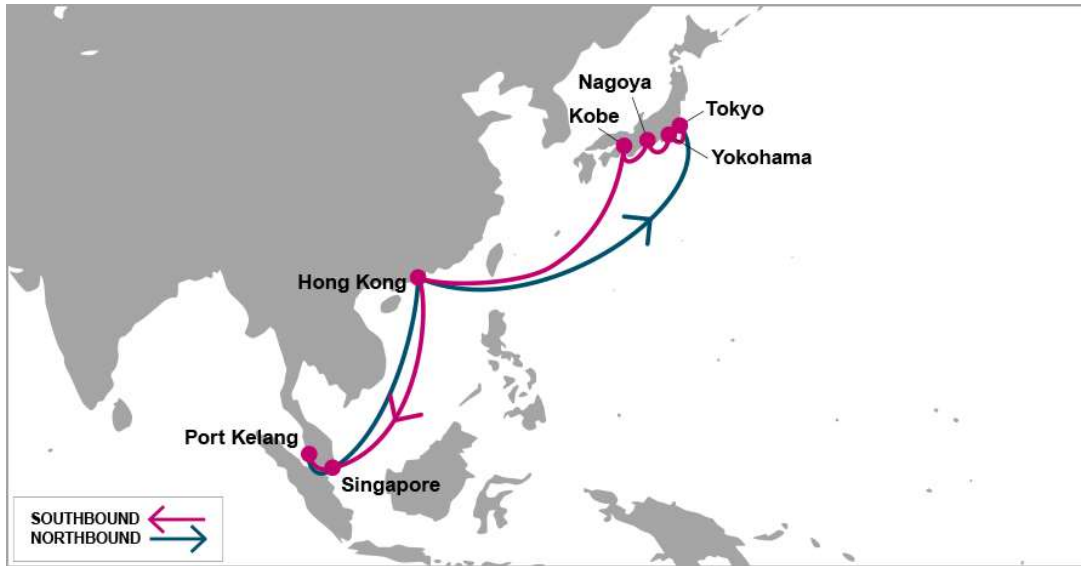 Nagoya
Kobe
Tokyo
Yokohama
Hong Kong
Port Kelang
Singapore
SOUTHBOUND
NORTHBOUND